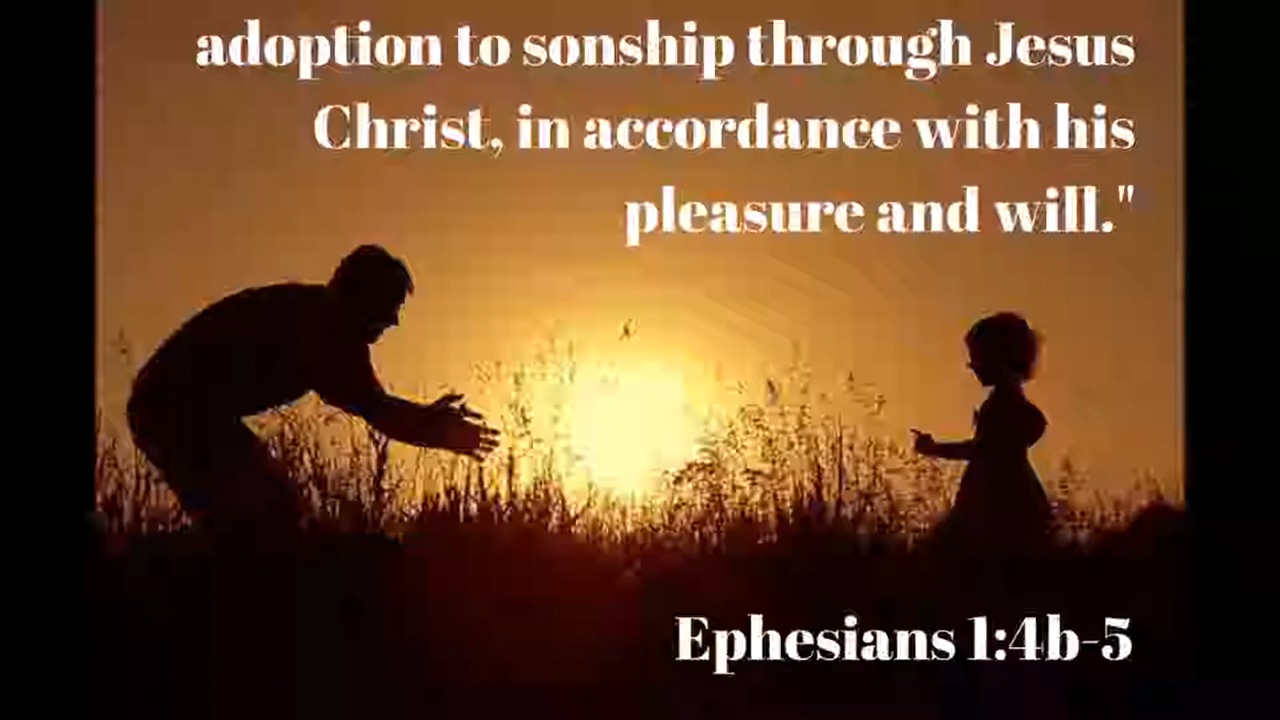 adoption to sonship through Jesus
Christ, in accordance with his
pleasure and will."
Ephesians 1:4b-5